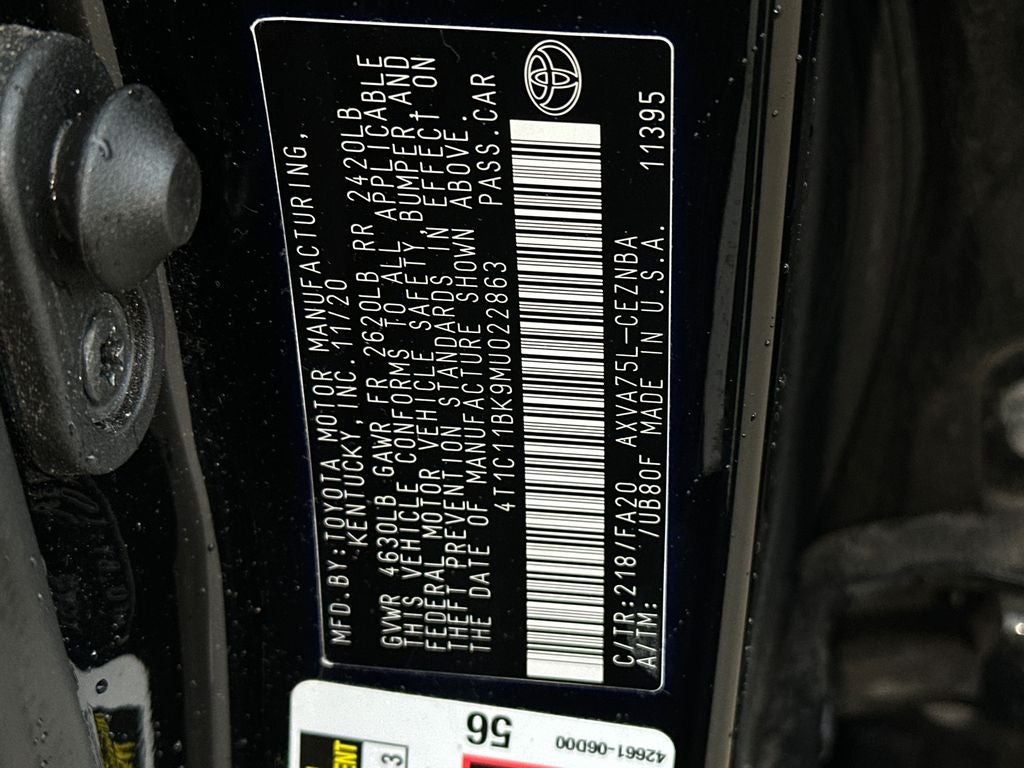 MFD.BY:TOYOTA MOTOR MANUFACTURING,
KENTUCKY, INC. 11/20
GVWR 4630LB GAWR FR 2620LB RR 2420LB
THIS VEHICLE CONFORMS TO ALL APPLICABLE
FEDERAL MOTOR VEHICLE SAFETY, BUMPER, AND
THEFT PREVENTION STANDARDS IN EFFECT ON
THE DATE OF MANUFACTURE SHOWN ABOVE.
4T1C11BK9MU022863 PASS.CAR
C/TR:218/FA20 AXVA75L-CEZNBA 11395
A/TM: /UB80F MADE IN U.S.A.
3
56
42661-06D00